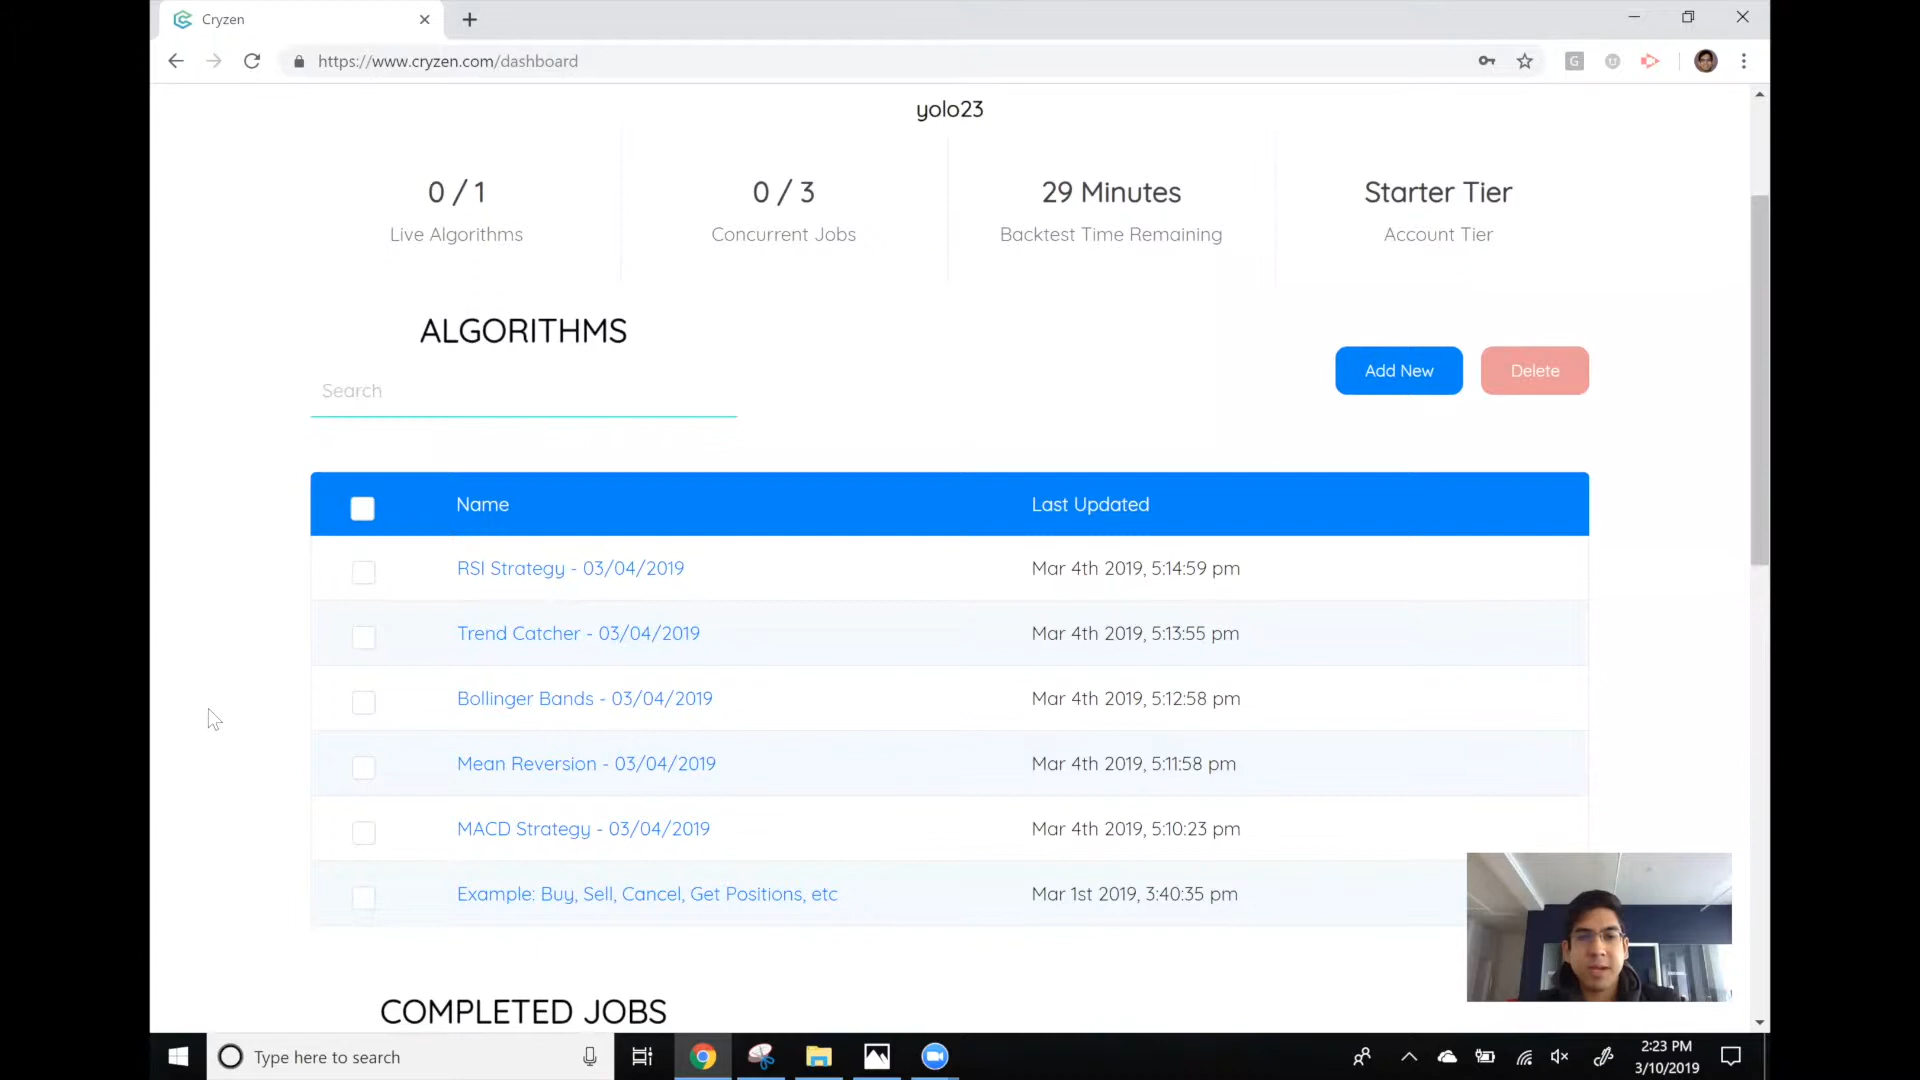 Cryzen
https://www.cryzen.com/dashboard
G
yolo23
0 / 1
Live Algorithms
0 / 3
Concurrent Jobs
29 Minutes
Backtest Time Remaining
Starter Tier
Account Tier
ALGORITHMS
Search
Add New
Delete
Name Last Updated
RSI Strategy - 03/04/2019 Mar 4th 2019, 5:14:59 pm
Trend Catcher - 03/04/2019 Mar 4th 2019, 5:13:55 pm
Bollinger Bands - 03/04/2019 Mar 4th 2019, 5:12:58 pm
Mean Reversion - 03/04/2019 Mar 4th 2019, 5:11:58 pm
MACD Strategy - 03/04/2019 Mar 4th 2019, 5:10:23 pm
Example: Buy, Sell, Cancel, Get Positions, etc Mar 1st 2019, 3:40:35 pm
COMPLETED JOBS
Type here to search
2:23 PM
3/10/2019